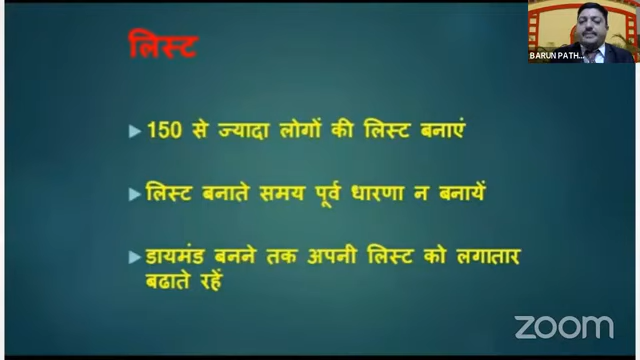 लिस्ट
BARUN PATH...
150 से ज्यादा लोगों की लिस्ट बनाएं
लिस्ट बनाते समय पूर्व धारणा न बनायें
डायमंड बनने तक अपनी लिस्ट को लगातार
बढाते रहें
zoom